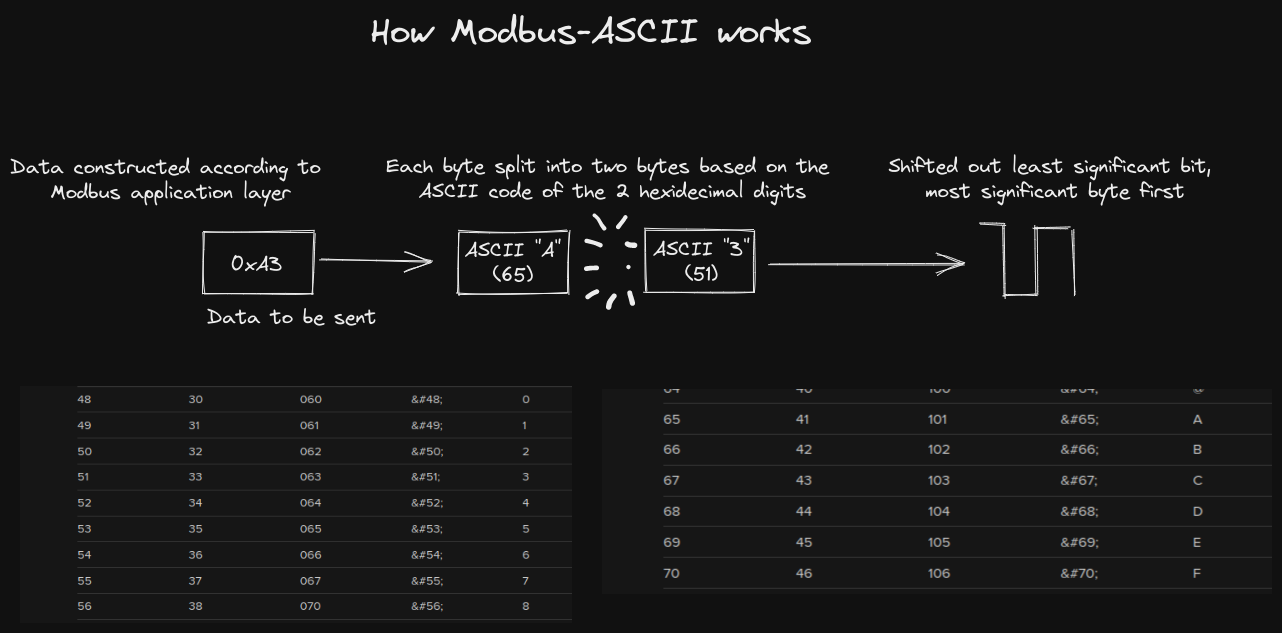 How Modbus-ASCII works
Data constructed according to
Modbus application layer
Each byte split into two bytes based on the
ASCII code of the 2 hexidecimal digits
Shifted out least significant bit,
most significant byte first
0xA3
ASCII "A"
(65)
ASCII "3"
(51)
Data to be sent
48 30 060 &#48; 0
49 31 061 &#49; 1
50 32 062 &#50; 2
51 33 063 &#51; 3
52 34 064 &#52; 4
53 35 065 &#53; 5
54 36 066 &#54; 6
55 37 067 &#55; 7
56 38 070 &#56; 8
64 40 100 &#64; @
65 41 101 &#65; A
66 42 102 &#66; B
67 43 103 &#67; C
68 44 104 &#68; D
69 45 105 &#69; E
70 46 106 &#70; F